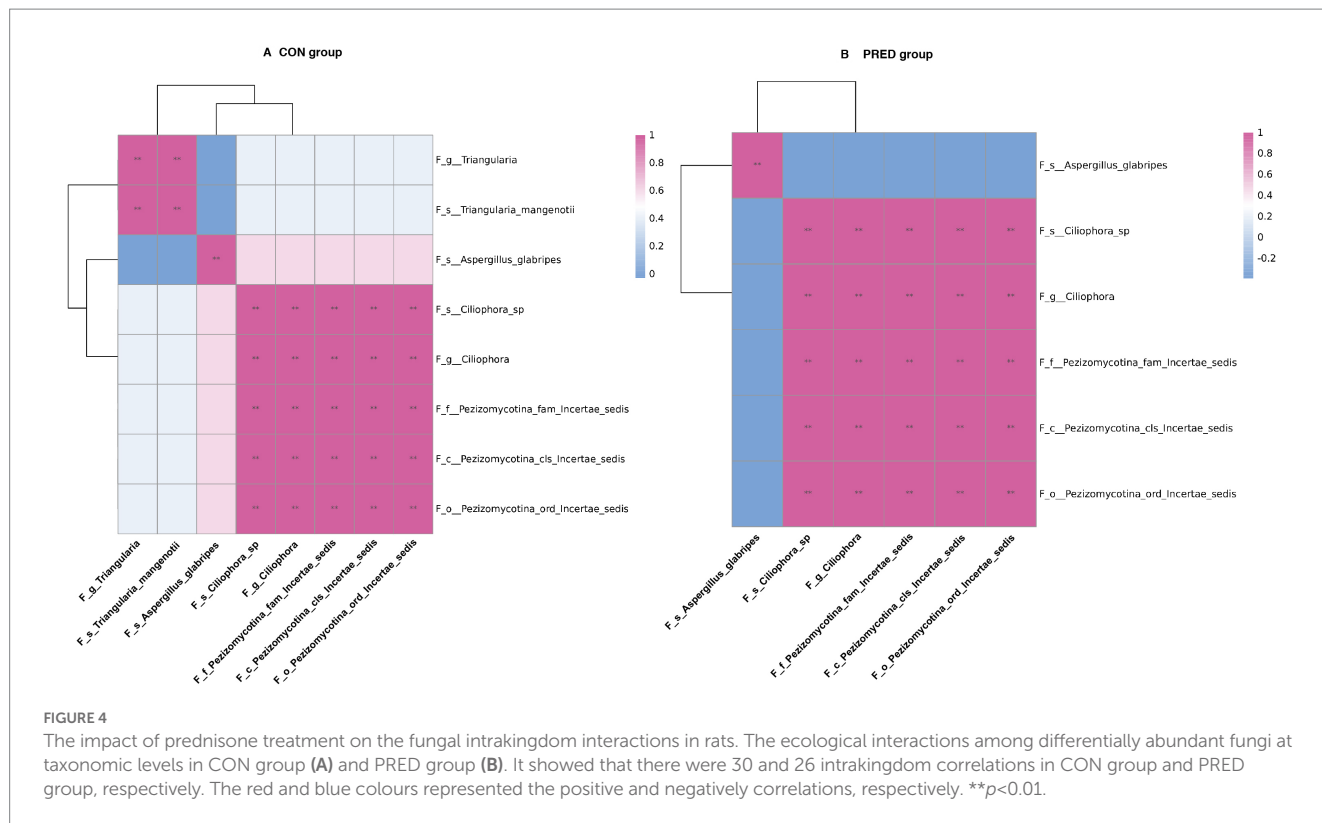 A CON group
B PRED group
1
0.8
0.6
0.4
0.2
0
F_g__Triangularia
F_s__Triangularia_mangenotii
F_s__Aspergillus_glabripes
F_s__Ciliophora_sp
F_g__Ciliophora
F_f__Pezizomycotina_fam_Incertae_sedis
F_c__Pezizomycotina_cls_Incertae_sedis
F_o__Pezizomycotina_ord_Incertae_sedis
** **
** **
**
** ** ** ** **
** ** ** ** **
** ** ** ** **
** ** ** ** **
** ** ** ** **
F_g_Triangularia
F_s_Triangularia_mangenotii
F_s_Aspergillus_glabripes
F_s_Ciliophora_sp
F_g_Ciliophora
F_f_Pezizomycotina_fam_Incertae_sedis
F_c_Pezizomycotina_cls_Incertae_sedis
F_o_Pezizomycotina_ord_Incertae_sedis
1
0.8
0.6
0.4
0.2
0
-0.2
F_s__Aspergillus_glabripes
F_s__Ciliophora_sp
F_g__Ciliophora
F_f__Pezizomycotina_fam_Incertae_sedis
F_c__Pezizomycotina_cls_Incertae_sedis
F_o__Pezizomycotina_ord_Incertae_sedis
**
** ** ** ** **
** ** ** ** **
** ** ** ** **
** ** ** ** **
** ** ** ** **
F_s_Aspergillus_glabripes
F_s_Ciliophora_sp
F_g_Ciliophora
F_f_Pezizomycotina_fam_Incertae_sedis
F_c_Pezizomycotina_cls_Incertae_sedis
F_o_Pezizomycotina_ord_Incertae_sedis
FIGURE 4
The impact of prednisone treatment on the fungal intrakingdom interactions in rats. The ecological interactions among differentially abundant fungi at
taxonomic levels in CON group (A) and PRED group (B). It showed that there were 30 and 26 intrakingdom correlations in CON group and PRED
group, respectively. The red and blue colours represented the positive and negatively correlations, respectively. **p<0.01.